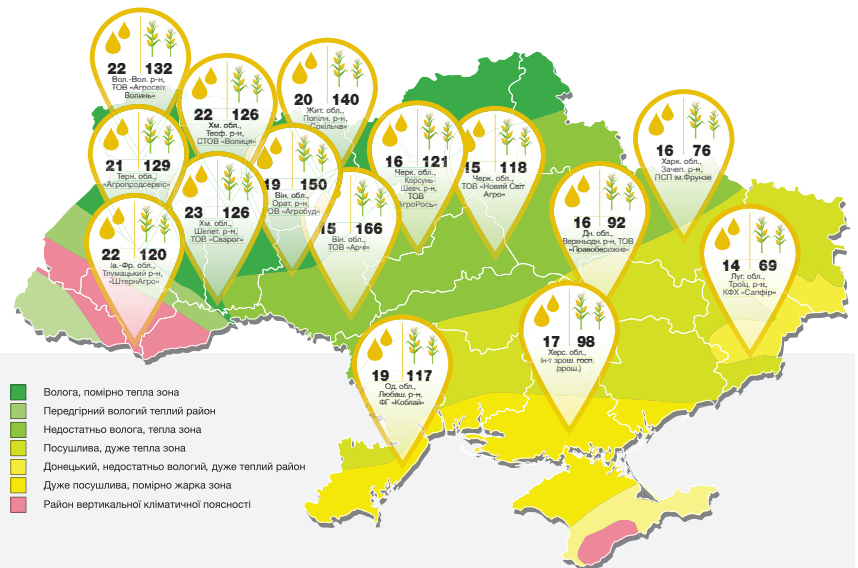 22 132
Вол.-Вол. р-н,
ТОВ «Агросвіт
Волинь»
22 126
Хм. обл.,
Теоф. р-н,
СТОВ «Волиця»
20 140
Жит. обл.,
Попілн. р-н,
«Сокільча»
21 129
Терн. обл.,
«Агропродсервіс»
23 126
Хм. обл.,
Шепет. р-н,
ТОВ «Сварог»
19 150
Він. обл.,
Орат. р-н,
ТОВ «Агробуд»
15 166
Він. обл.,
ТОВ «Арчі»
16 121
Черк. обл.,
Корсунь-
Шевч. р-н,
ТОВ
«АгроРось»
15 118
Черк. обл.,
ТОВ «Новий Світ
Агро»
16 76
Харк. обл.,
Зачеп. р-н,
ПСП ім.Фрунзе
16 92
Дн. обл.,
Верхньодн. р-н, ТОВ
«Правобережне»
22 120
Ів.-Фр. обл.,
Тлумацький р-н,
«ШтернАгро»
14 69
Луг. обл.,
Троїц. р-н,
КФХ «Сапфір»
17 98
Херс. обл.,
Ін-т зрош. госп.
(зрош.)
19 117
Од. обл.,
Любаш. р-н,
ФГ «Коблай»
Волога, помірно тепла зона
Передгірний вологий теплий район
Недостатньо волога, тепла зона
Посушлива, дуже тепла зона
Донецький, недостатньо вологий, дуже теплий район
Дуже посушлива, помірно жарка зона
Район вертикальної кліматичної поясності